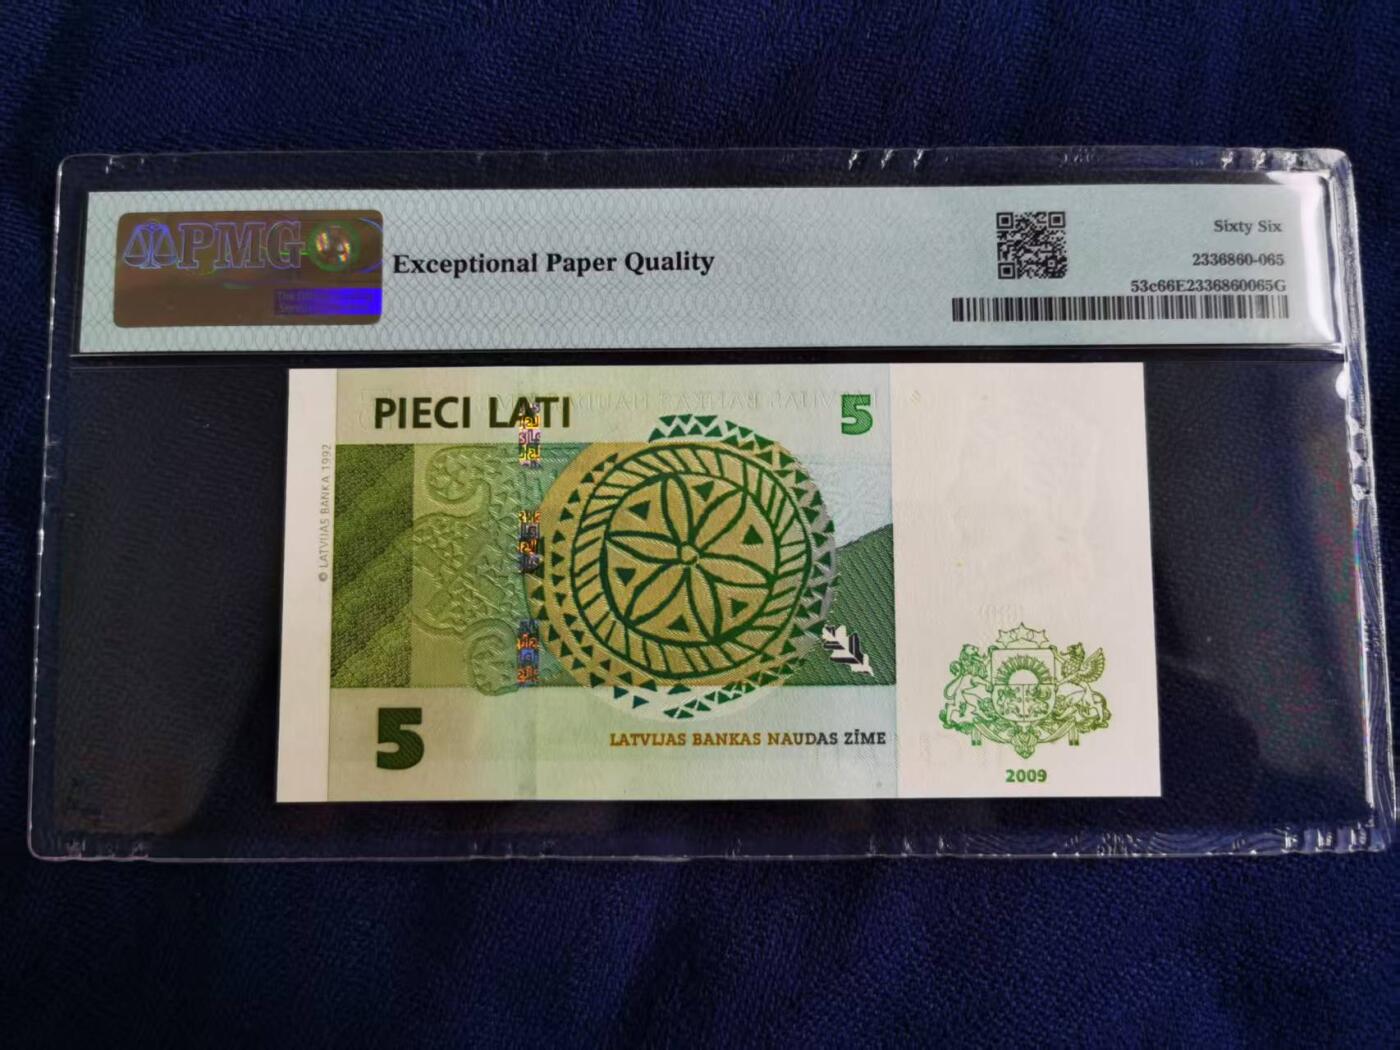 PMG
Exceptional Paper Quality
Sixty Six
2336860-065
53c66E2336860065G
PIECI LATI
5
© LATVIJAS BANKA 1992
5
LATVIJAS BANKAS NAUDAS ZĪME
2009